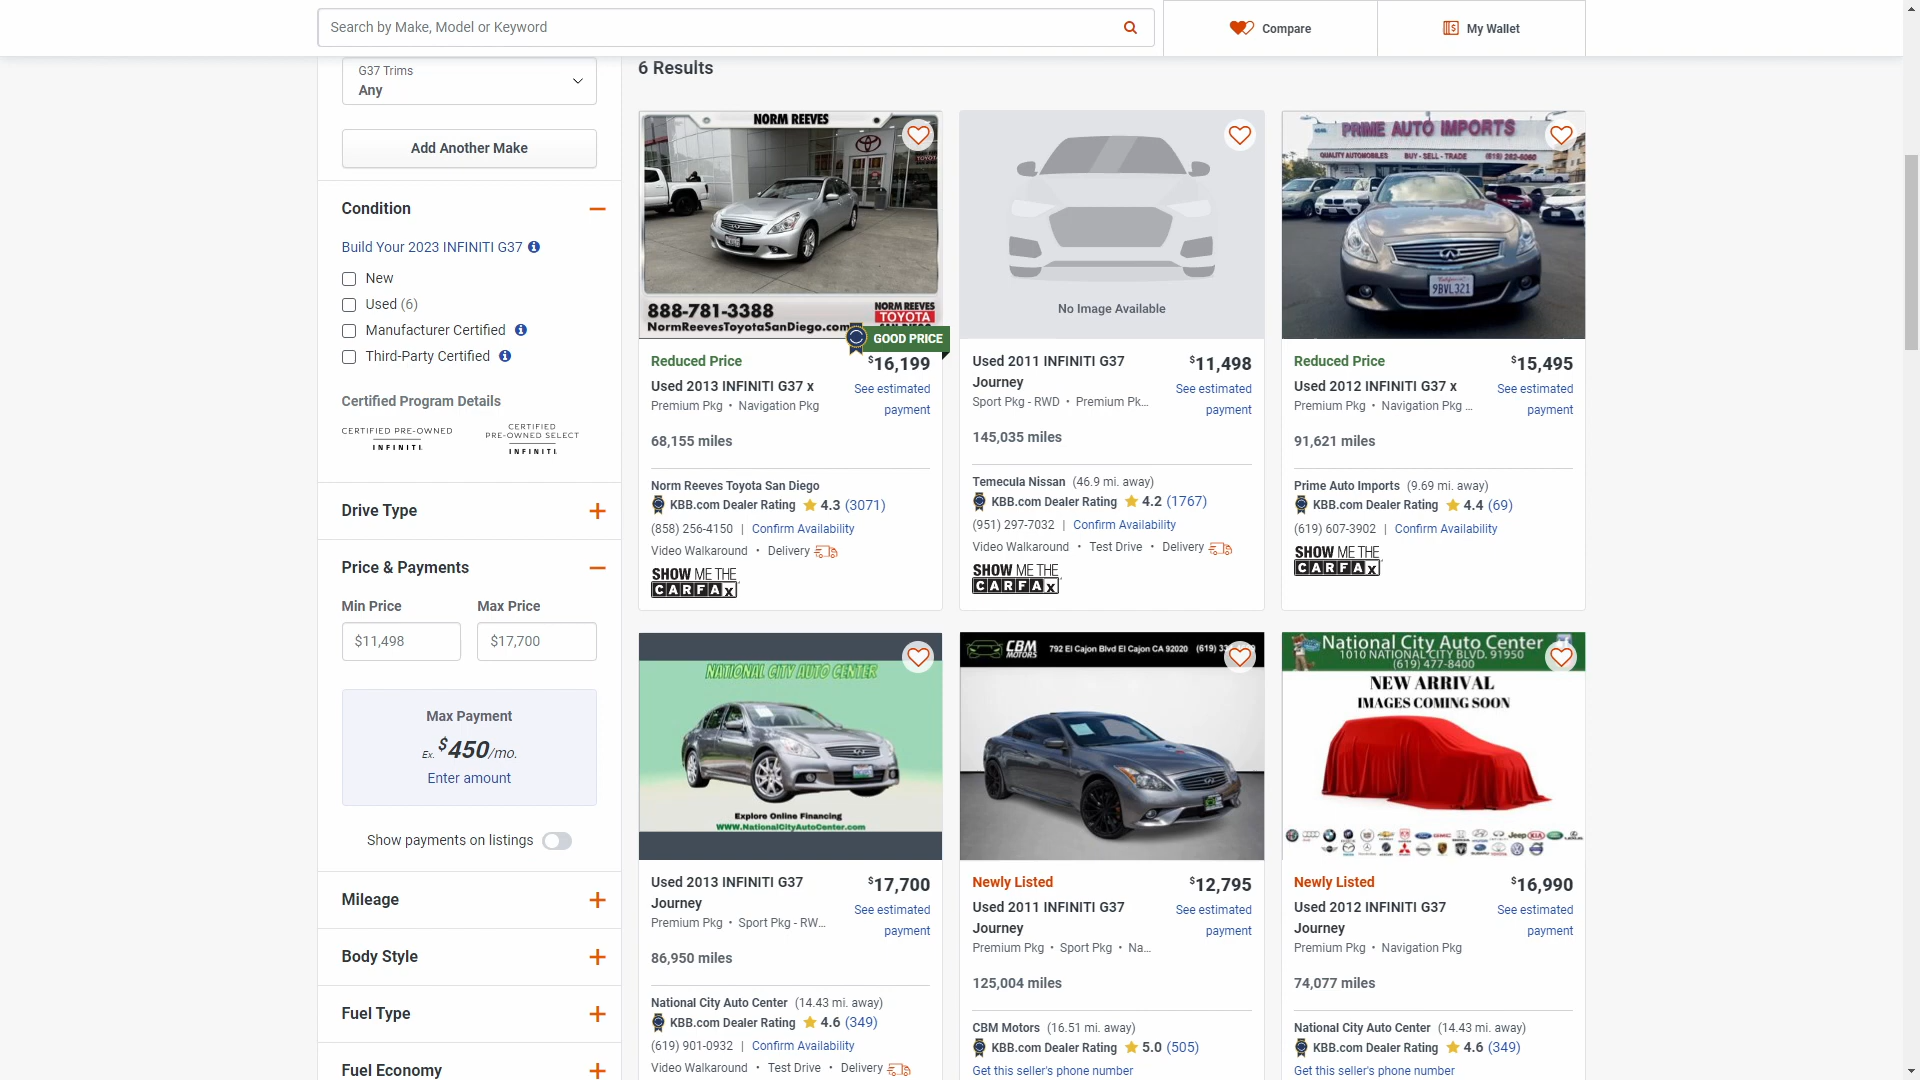 Search by Make, Model or Keyword
Compare
My Wallet
G37 Trims
Any
Add Another Make
Condition
Build Your 2023 INFINITI G37
New
Used (6)
Manufacturer Certified
Third-Party Certified
Certified Program Details
CERTIFIED PRE-OWNED
INFINITI
CERTIFIED
PRE-OWNED SELECT
INFINITI
Drive Type
Price & Payments
Min Price
Max Price
$11,498
$17,700
Max Payment
Ex. $450/mo.
Enter amount
Show payments on listings
Mileage
Body Style
Fuel Type
Fuel Economy
6 Results
NORM REEVES
TOYOTA
888-781-3388
NORM REEVES
TOYOTA
NormReevesToyotaSanDiego.com
GOOD PRICE
Reduced Price
$16,199
Used 2013 INFINITI G37 x
See estimated
payment
Premium Pkg • Navigation Pkg
68,155 miles
Norm Reeves Toyota San Diego
KBB.com Dealer Rating 4.3 (3071)
(858) 256-4150 | Confirm Availability
Video Walkaround • Delivery
SHOW ME THE
CARFAX
No Image Available
Used 2011 INFINITI G37
Journey
$11,498
See estimated
payment
Sport Pkg - RWD • Premium Pk...
145,035 miles
Temecula Nissan (46.9 mi. away)
KBB.com Dealer Rating 4.2 (1767)
(951) 297-7032 | Confirm Availability
Video Walkaround • Test Drive • Delivery
SHOW ME THE
CARFAX
PRIME AUTO IMPORTS
QUALITY AUTOMOBILES BUY - SELL - TRADE (619) 282-6060
9BVL321
Reduced Price
$15,495
Used 2012 INFINITI G37 x
See estimated
payment
Premium Pkg • Navigation Pkg ...
91,621 miles
Prime Auto Imports (9.69 mi. away)
KBB.com Dealer Rating 4.4 (69)
(619) 607-3902 | Confirm Availability
SHOW ME THE
CARFAX
NATIONAL CITY AUTO CENTER
Explore Online Financing
WWW.NationalCityAutoCenter.com
Used 2013 INFINITI G37
Journey
$17,700
See estimated
payment
Premium Pkg • Sport Pkg - RW...
86,950 miles
National City Auto Center (14.43 mi. away)
KBB.com Dealer Rating 4.6 (349)
(619) 901-0932 | Confirm Availability
Video Walkaround • Test Drive • Delivery
CBM
MOTORS
792 El Cajon Blvd El Cajon CA 92020 (619)
Newly Listed
$12,795
Used 2011 INFINITI G37
Journey
See estimated
payment
Premium Pkg • Sport Pkg • Na...
125,004 miles
CBM Motors (16.51 mi. away)
KBB.com Dealer Rating 5.0 (505)
Get this seller's phone number
National City Auto Center
1010 NATIONAL CITY BLVD. 91950
(619) 477-8400
NEW ARRIVAL
IMAGES COMING SOON
Newly Listed
$16,990
Used 2012 INFINITI G37
Journey
See estimated
payment
Premium Pkg • Navigation Pkg
74,077 miles
National City Auto Center (14.43 mi. away)
KBB.com Dealer Rating 4.6 (349)
Get this seller's phone number